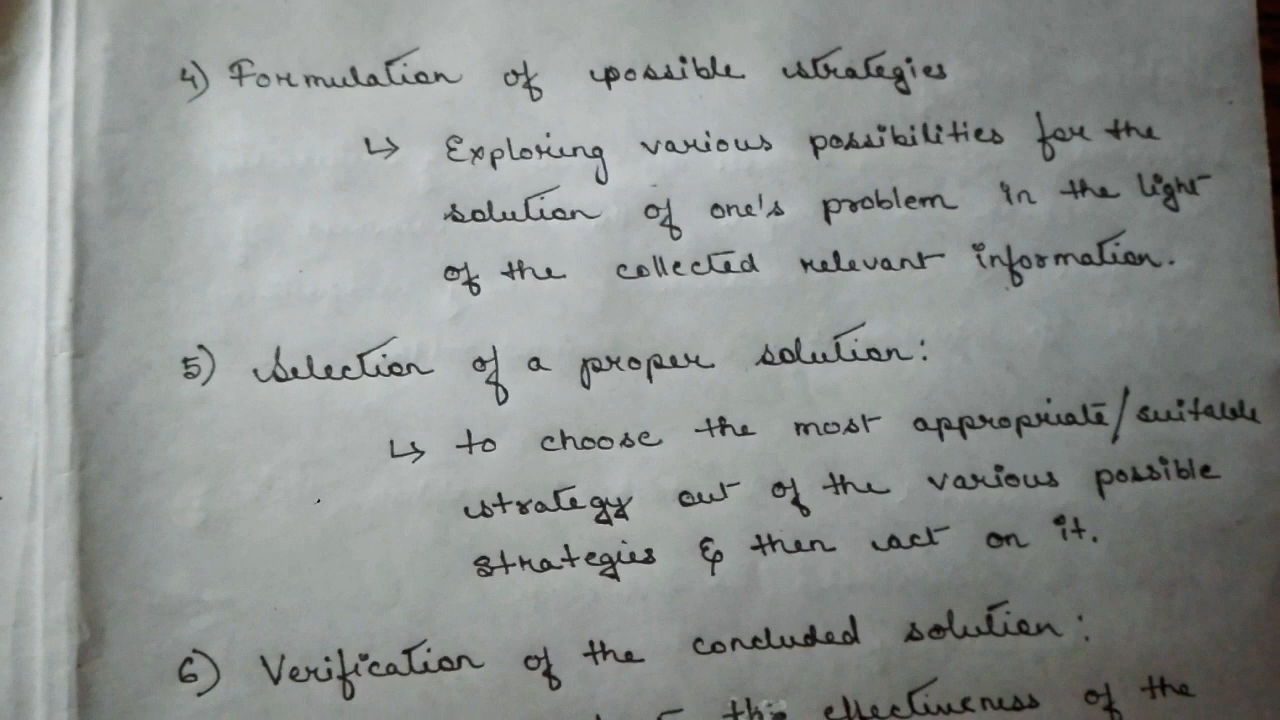 4) Formulation of possible strategies
↳ Exploring various possibilities for the
solution of one's problem in the light
of the collected relevant information.
5) Selection of a proper solution:
↳ to choose the most appropriate/suitable
strategy out of the various possible
strategies & then act on it.
6) Verification of the concluded solution:
effectiveness of the